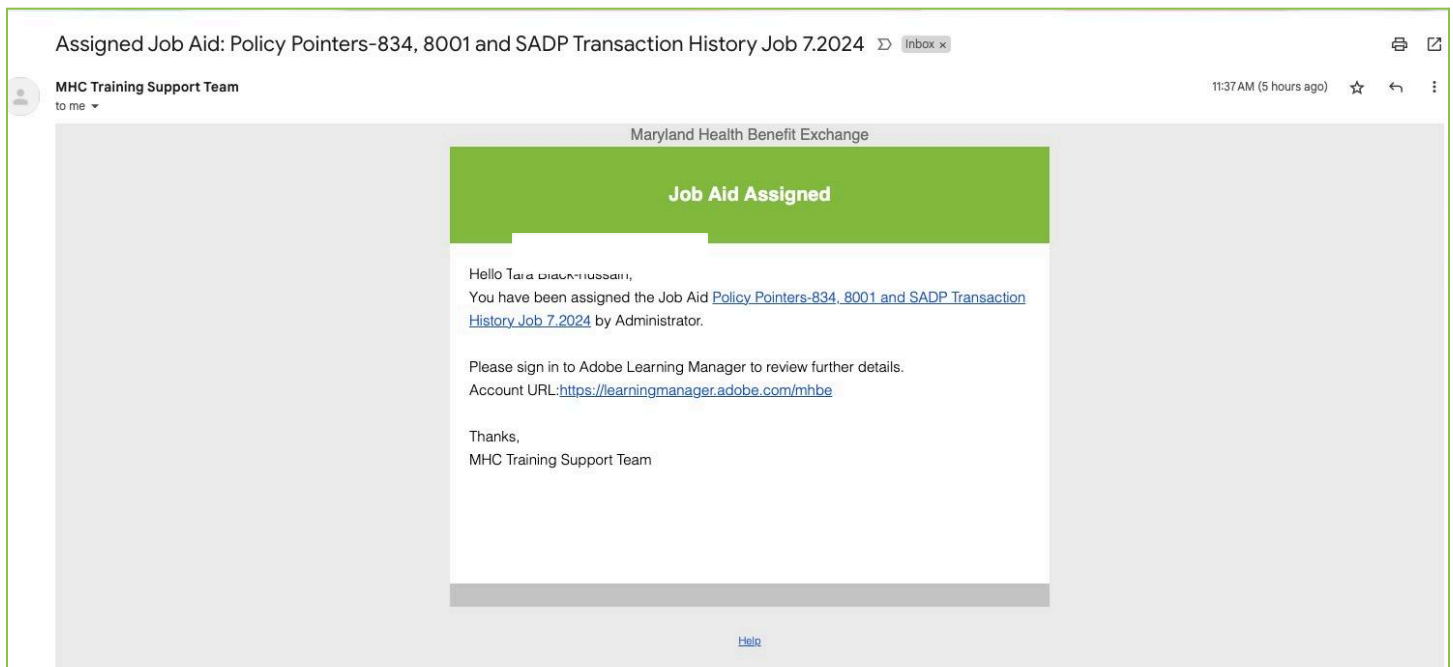 Assigned Job Aid: Policy Pointers-834, 8001 and SADP Transaction History Job 7.2024 Inbox x
MHC Training Support Team
11:37 AM (5 hours ago)
to me
Maryland Health Benefit Exchange
Job Aid Assigned
Hello
You have been assigned the Job Aid Policy Pointers-834, 8001 and SADP Transaction
History Job 7.2024 by Administrator.
Please sign in to Adobe Learning Manager to review further details.
Account URL:https://learningmanager.adobe.com/mhbe
Thanks,
MHC Training Support Team
Help